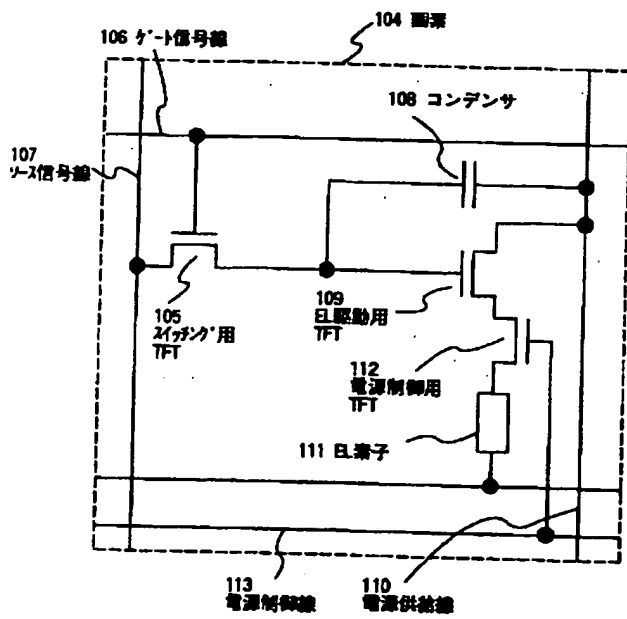 104 画素
106 ゲート信号線
108 コンデンサ
107
ソース信号線
105
スイッチング用
TFT
109
EL駆動用
TFT
112
電源制御用
TFT
111 EL素子
113
電源制御線
110
電源供給線